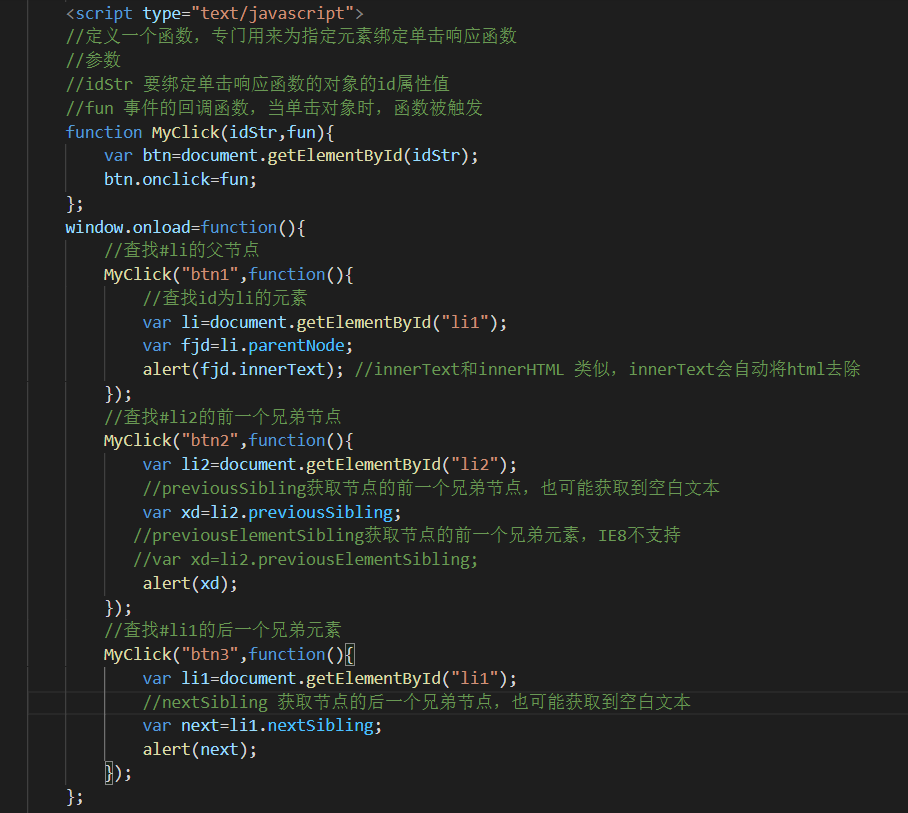 <script type="text/javascript">
//定义一个函数，专门用来为指定元素绑定单击响应函数
//参数
//idStr 要绑定单击响应函数的对象的id属性值
//fun 事件的回调函数，当单击对象时，函数被触发
function MyClick(idStr,fun){
    var btn=document.getElementById(idStr);
    btn.onclick=fun;
};
window.onload=function(){
    //查找#li的父节点
    MyClick("btn1",function(){
        //查找id为li的元素
        var li=document.getElementById("li1");
        var fjd=li.parentNode;
        alert(fjd.innerText); //innerText和innerHTML 类似，innerText会自动将html去除
    });
    //查找#li2的前一个兄弟节点
    MyClick("btn2",function(){
        var li2=document.getElementById("li2");
        //previousSibling获取节点的前一个兄弟节点，也可能获取到空白文本
        var xd=li2.previousSibling;
       //previousElementSibling获取节点的前一个兄弟元素，IE8不支持
       //var xd=li2.previousElementSibling;
        alert(xd);
    });
    //查找#li1的后一个兄弟元素
    MyClick("btn3",function(){
        var li1=document.getElementById("li1");
        //nextSibling 获取节点的后一个兄弟节点，也可能获取到空白文本
        var next=li1.nextSibling;
        alert(next);
    });
};